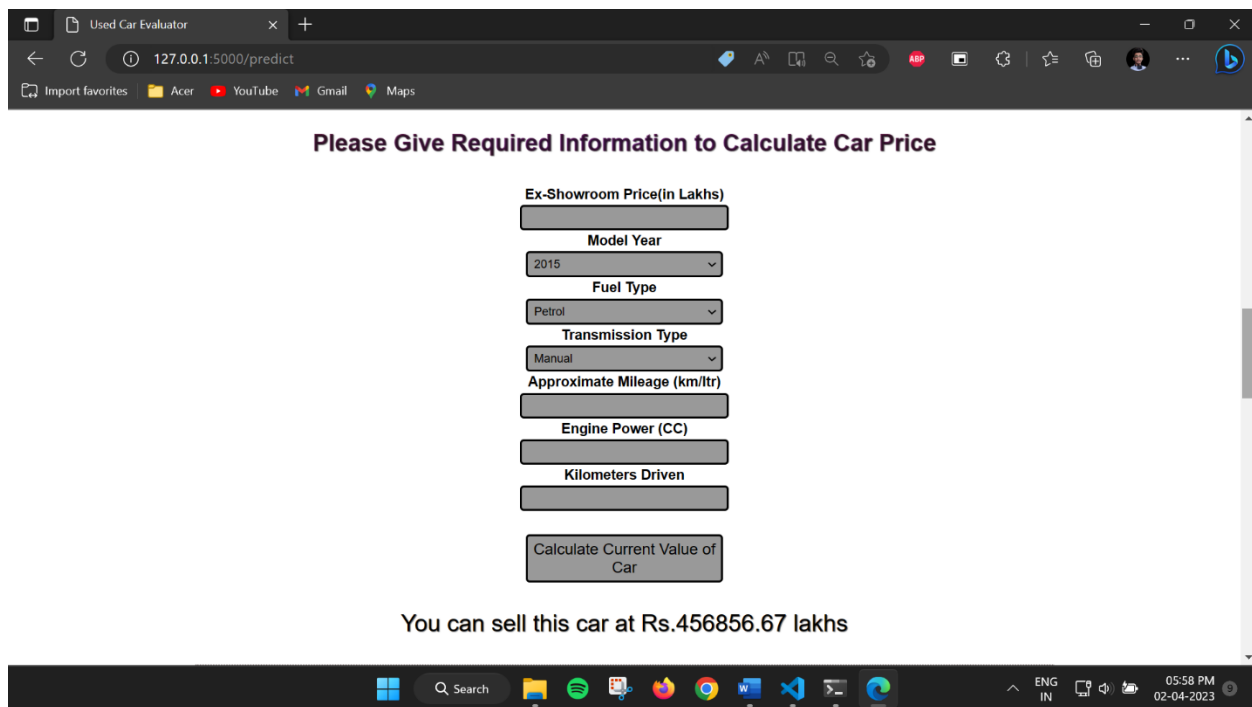 Used Car Evaluator
127.0.0.1:5000/predict
ABP
Import favorites Acer YouTube Gmail Maps
Please Give Required Information to Calculate Car Price
Ex-Showroom Price(in Lakhs)
Model Year
2015
Fuel Type
Petrol
Transmission Type
Manual
Approximate Mileage (km/ltr)
Engine Power (CC)
Kilometers Driven
Calculate Current Value of
Car
You can sell this car at Rs.456856.67 lakhs
Search
ENG
IN
05:58 PM
02-04-2023
9